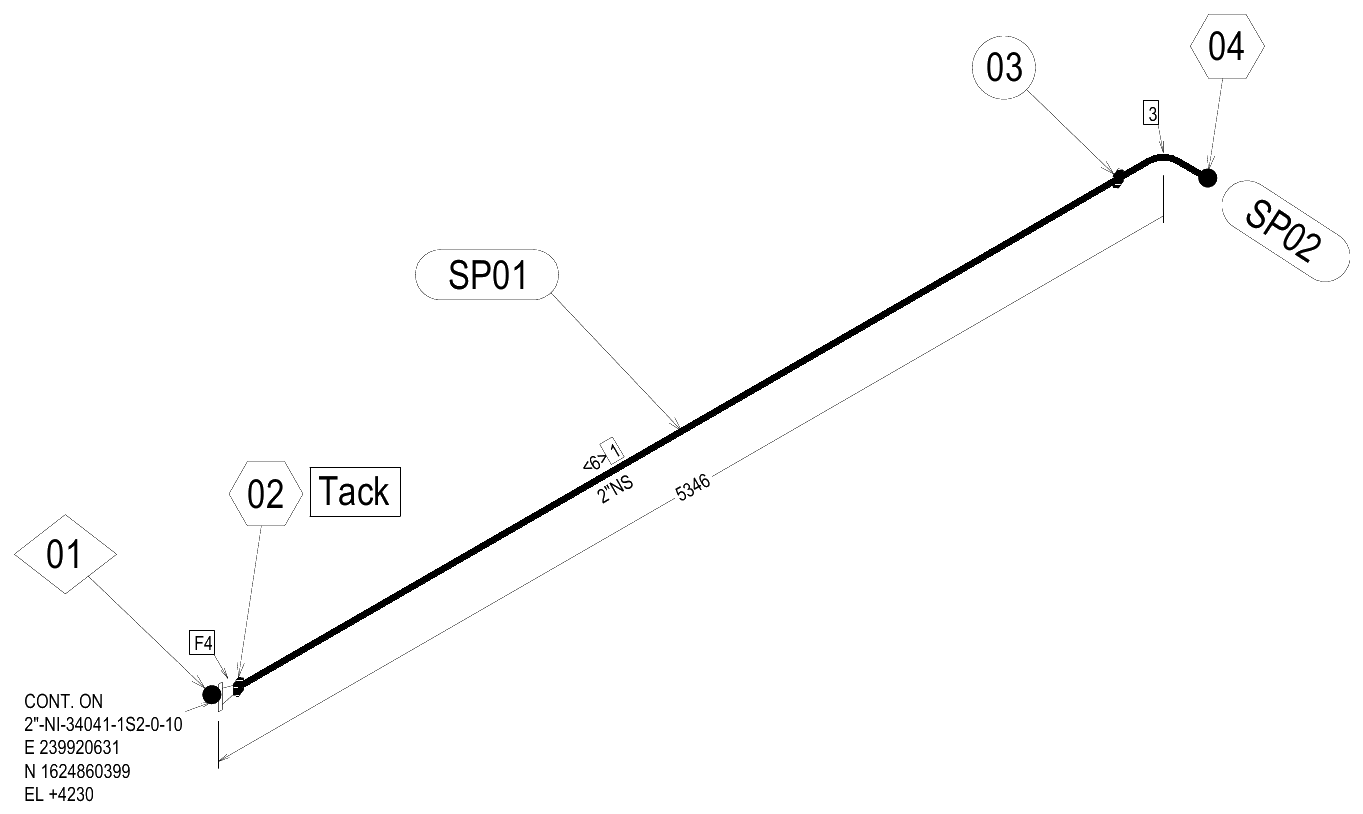 04
03
3
SP02
SP01
<6> 1
2"NS
5346
02
Tack
01
F4
CONT. ON
2"-NI-34041-1S2-0-10
E 239920631
N 1624860399
EL +4230